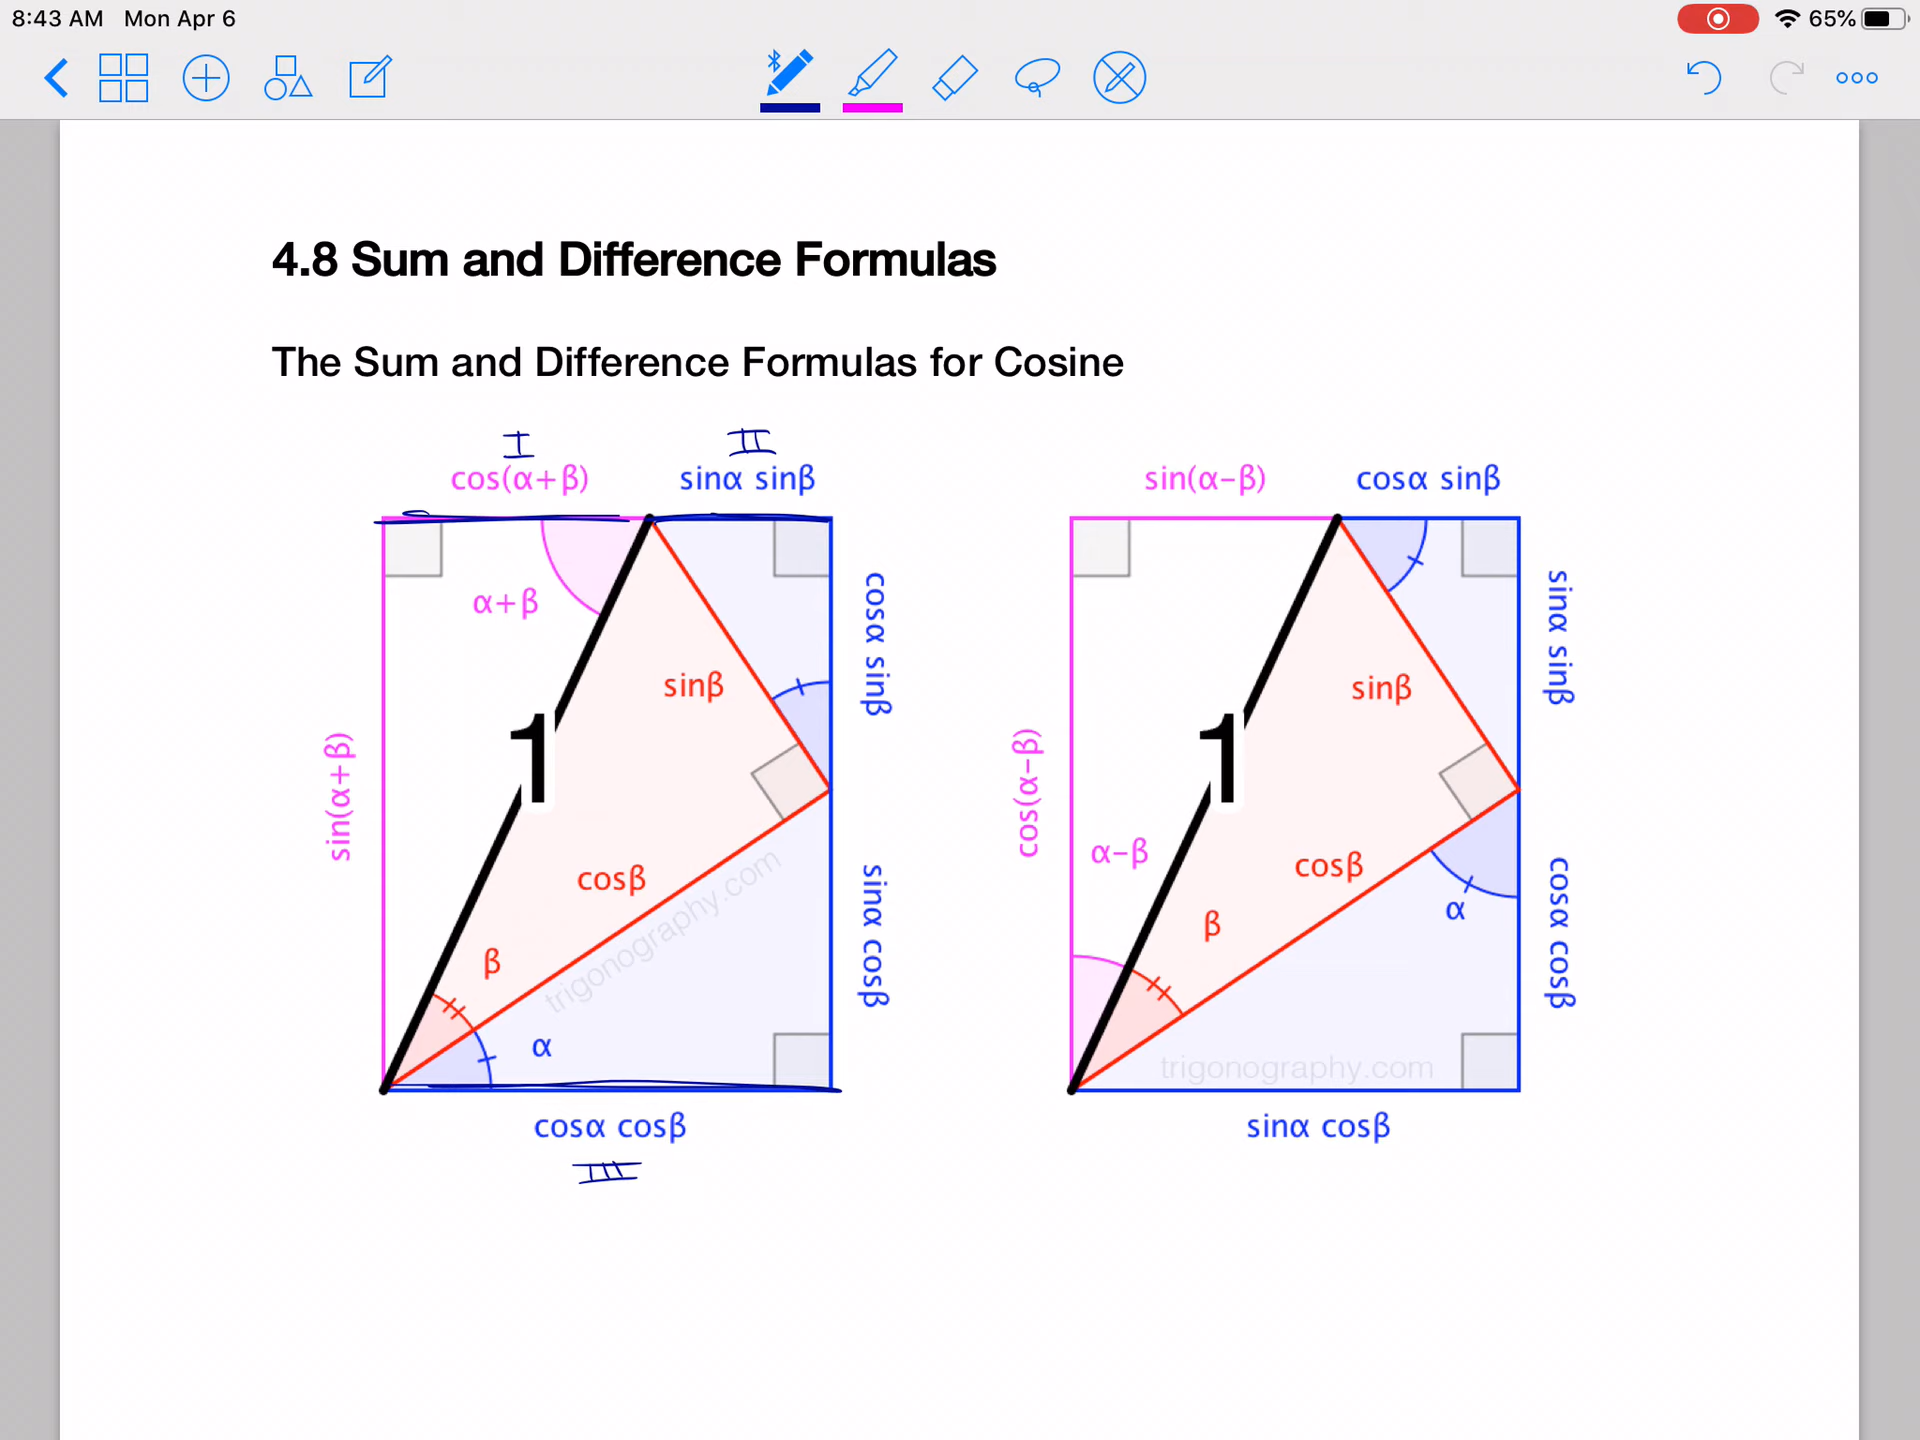 8:43 AM Mon Apr 6
65%
4.8 Sum and Difference Formulas
The Sum and Difference Formulas for Cosine
I II
cos(α+β) sinα sinβ
α+β
sinβ
cosα sinβ
1
sin(α+β)
cosβ
sinα cosβ
β
α
trigonography.com
cosα cosβ
III
sin(α−β) cosα sinβ
sinα sinβ
sinβ
1
cos(α−β)
α−β
cosβ
β
α
cosα cosβ
trigonography.com
sinα cosβ